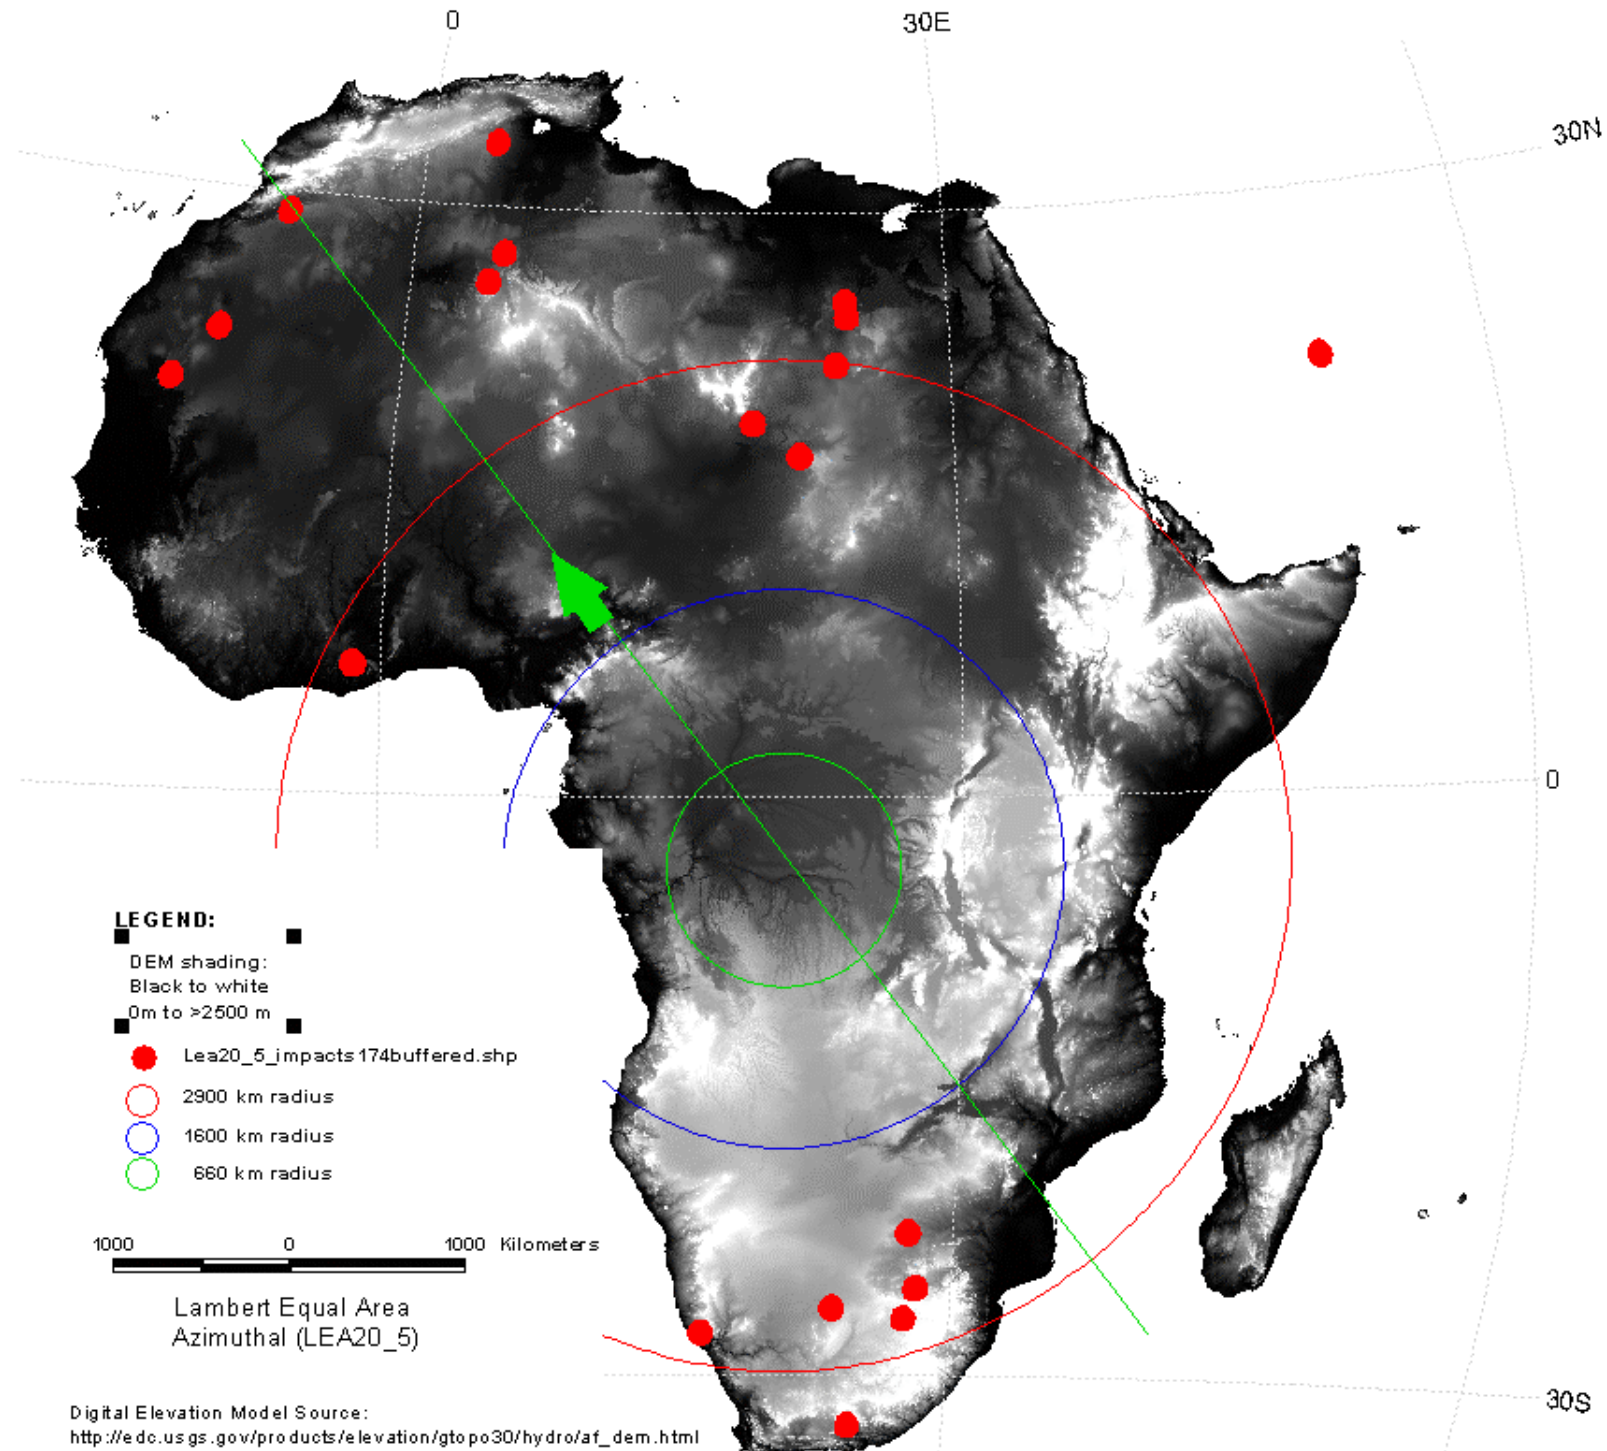 0
30E
30N
0
LEGEND:
DEM shading:
Black to white
0m to >2500 m
Lea20_5_impacts174buffered.shp
2900 km radius
1600 km radius
660 km radius
1000 0 1000 Kilometers
Lambert Equal Area
Azimuthal (LEA20_5)
30S
Digital Elevation Model Source:
http://edc.usgs.gov/products/elevation/gtopo30/hydro/af_dem.html